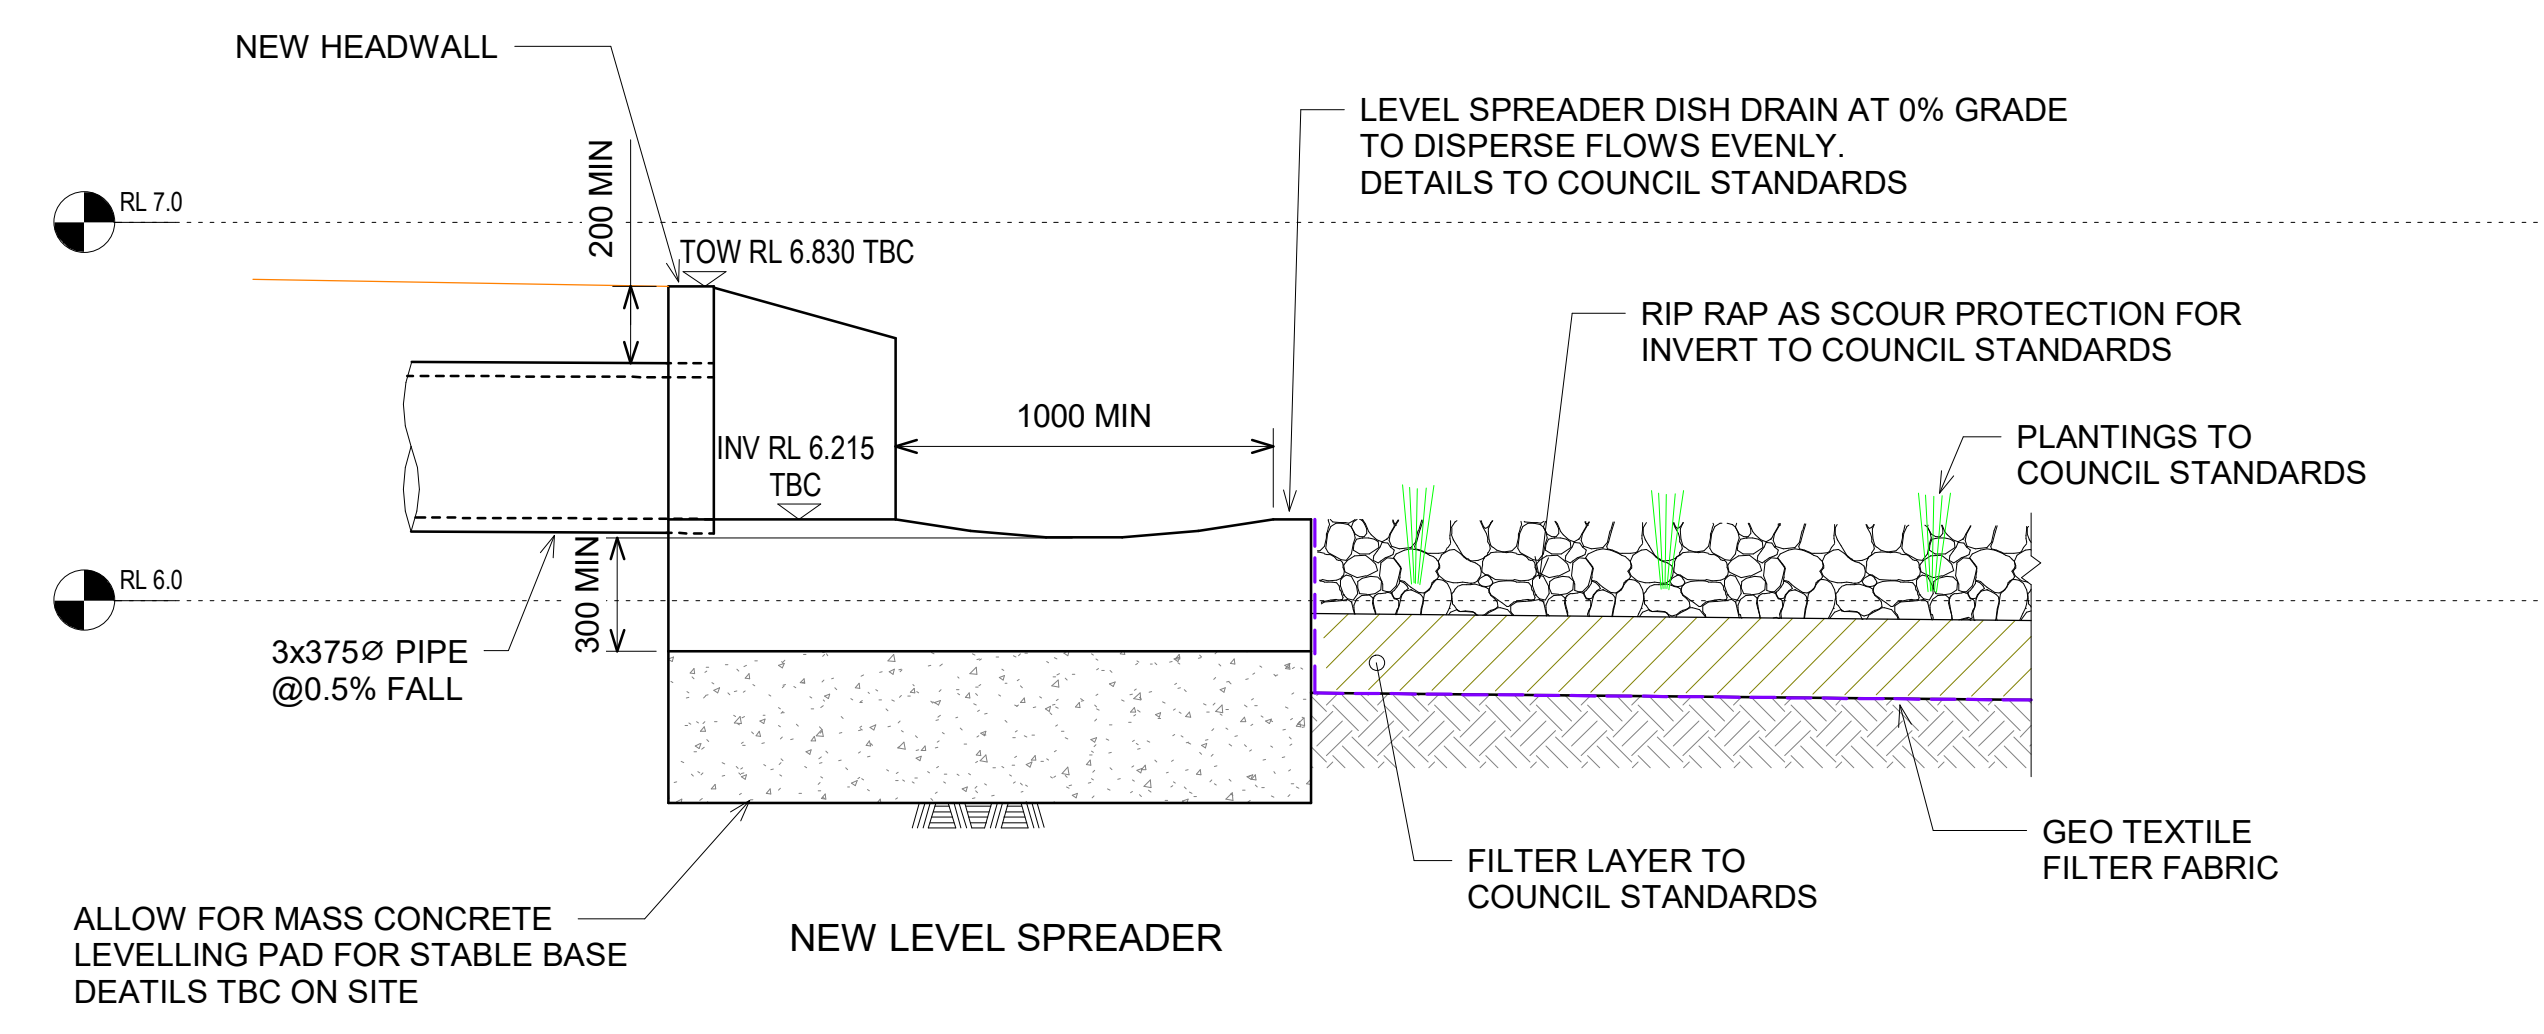 NEW HEADWALL
200 MIN
LEVEL SPREADER DISH DRAIN AT 0% GRADE
TO DISPERSE FLOWS EVENLY.
DETAILS TO COUNCIL STANDARDS
RL 7.0
TOW RL 6.830 TBC
RIP RAP AS SCOUR PROTECTION FOR
INVERT TO COUNCIL STANDARDS
1000 MIN
INV RL 6.215
TBC
PLANTINGS TO
COUNCIL STANDARDS
RL 6.0
300 MIN
3x375Ø PIPE
@0.5% FALL
GEO TEXTILE
FILTER FABRIC
FILTER LAYER TO
COUNCIL STANDARDS
ALLOW FOR MASS CONCRETE
LEVELLING PAD FOR STABLE BASE
DEATILS TBC ON SITE
NEW LEVEL SPREADER